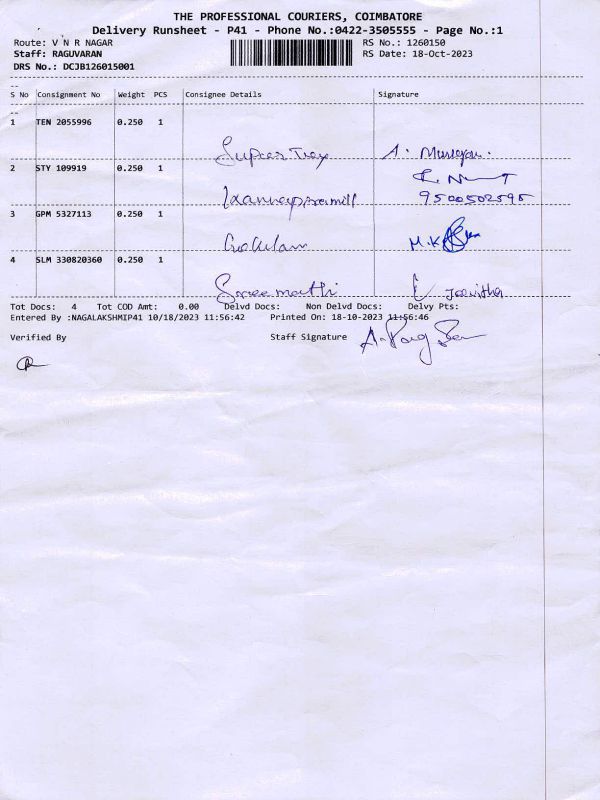 THE PROFESSIONAL COURIERS, COIMBATORE
Delivery Runsheet - P41 - Phone No.:0422-3505555 - Page No.:1
Route: V N R NAGAR RS No.: 1260150
Staff: RAGUVARAN RS Date: 18-Oct-2023
DRS No.: DCJB126015001
S No Consignment No Weight PCS Consignee Details Signature
1 TEN 2055996 0.250 1
A. Murugan.
2 STY 109919 0.250 1
9500502595
3 GPM 5327113 0.250 1
Gokulam M.K
4 SLM 330820360 0.250 1
Sreemathi
Tot Docs: 4 Tot COD Amt: 0.00 Delvd Docs: Non Delvd Docs: Delvy Pts:
Entered By :NAGALAKSHMIP41 10/18/2023 11:56:42 Printed On: 18-10-2023 11:56:46
Verified By Staff Signature